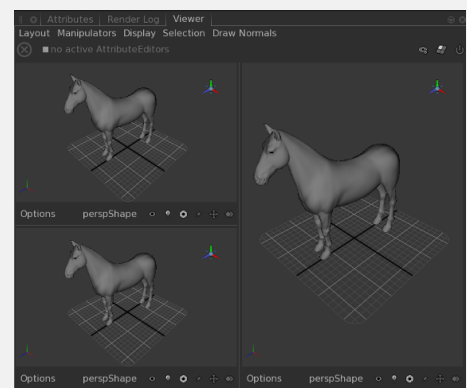 Attributes Render Log Viewer
Layout Manipulators Display Selection Draw Normals
no active AttributeEditors
Options perspShape
Options perspShape
Options perspShape